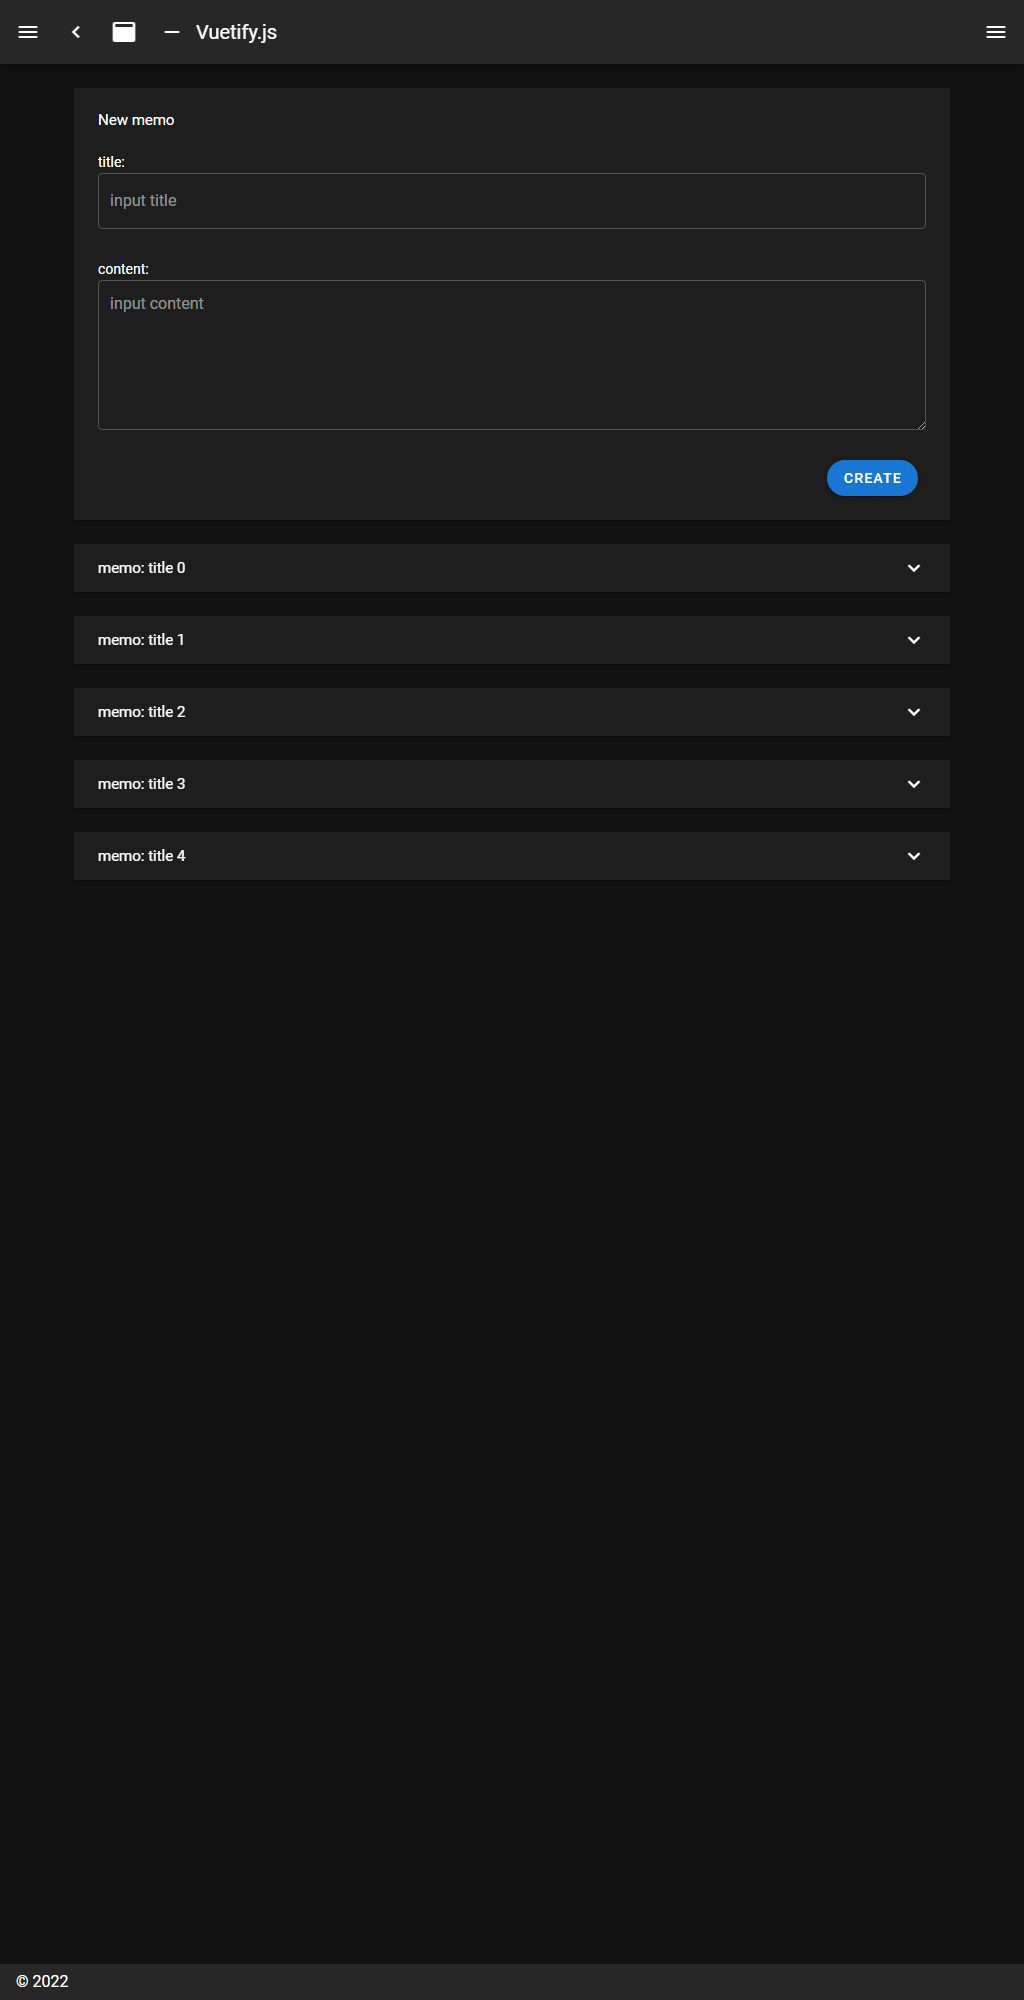 Vuetify.js
New memo
title:
input title
content:
input content
CREATE
memo: title 0
memo: title 1
memo: title 2
memo: title 3
memo: title 4
© 2022